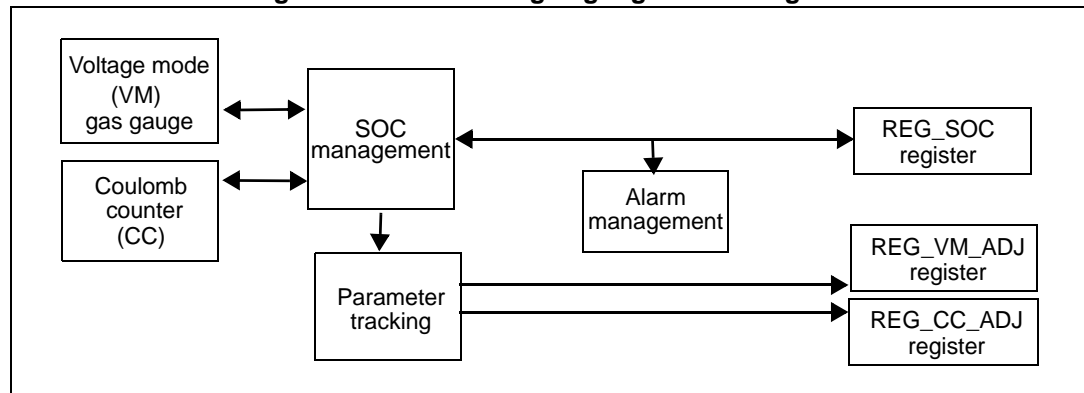 Voltage mode
(VM)
gas gauge
SOC
management
REG_SOC
register
Coulomb
counter
(CC)
Alarm
management
Parameter
tracking
REG_VM_ADJ
register
REG_CC_ADJ
register